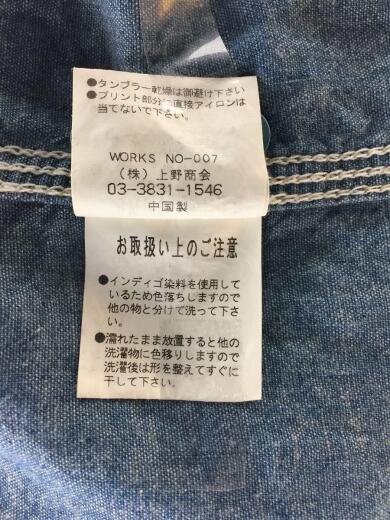 ●タンブラー乾燥は御避け下さい
●プリント部分に直接アイロンは
当てないで下さい。
WORKS NO-007
(株)上野商会
03-3831-1546
中国製
お取扱い上のご注意
●インディゴ染料を使用して
いるため色落ちしますので
他の物と分けて洗って下さ
い。
●濡れたまま放置すると他の
洗濯物に色移りしますので
洗濯後は形を整えてすぐに
干して下さい。